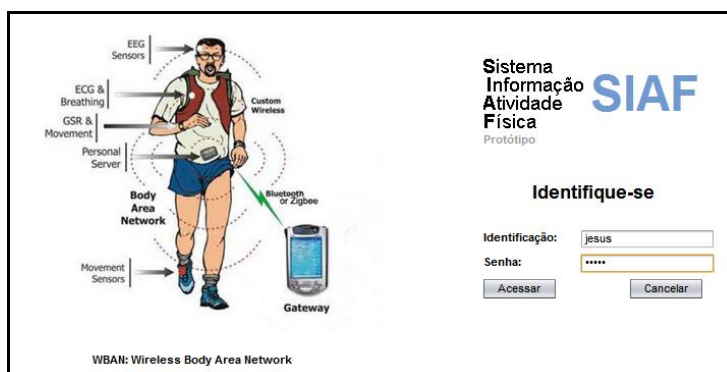 EEG
Sensors
ECG &
Breathing
GSR &
Movement
Personal
Server
Custom
Wireless
Body
Area
Network
Bluetooth
or Zigbee
Movement
Sensors
Gateway
WBAN: Wireless Body Area Network
Sistema
Informação
Atividade
Física
SIAF
Protótipo
Identifique-se
Identificação: jesus
Senha: •••••
Acessar Cancelar